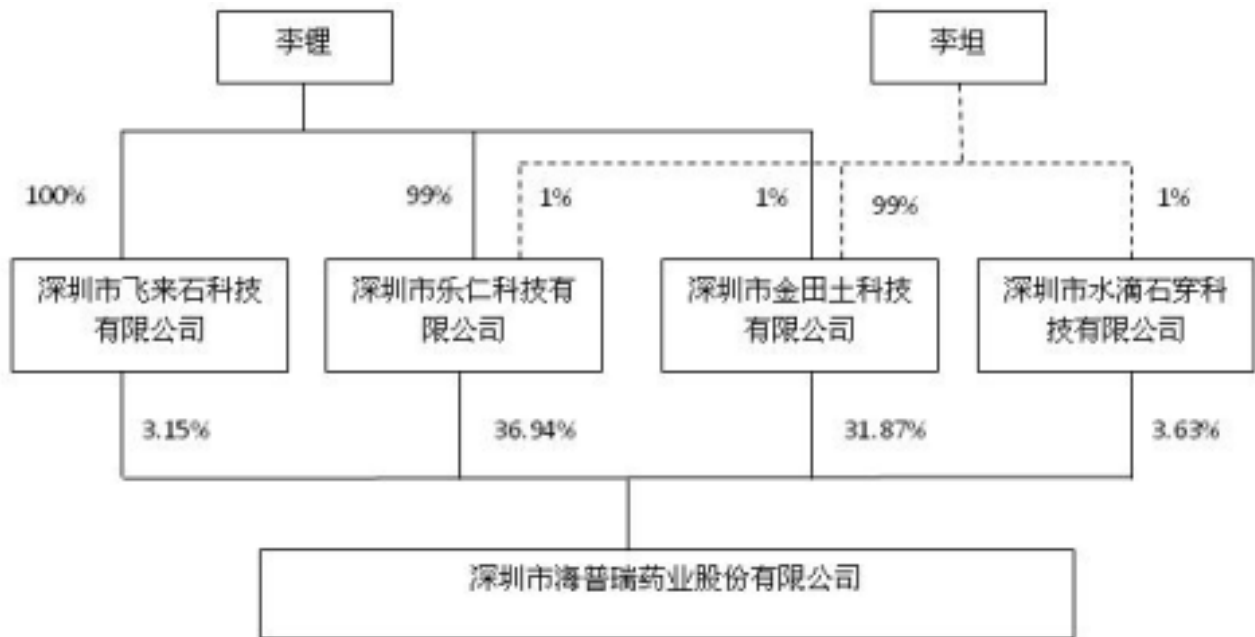 李锂
李坦
100%
99%
1%
1%
99%
1%
深圳市飞来石科技
有限公司
深圳市乐仁科技有
限公司
深圳市金田土科技
有限公司
深圳市水滴石穿科
技有限公司
3.15%
36.94%
31.87%
3.63%
深圳市海普瑞药业股份有限公司